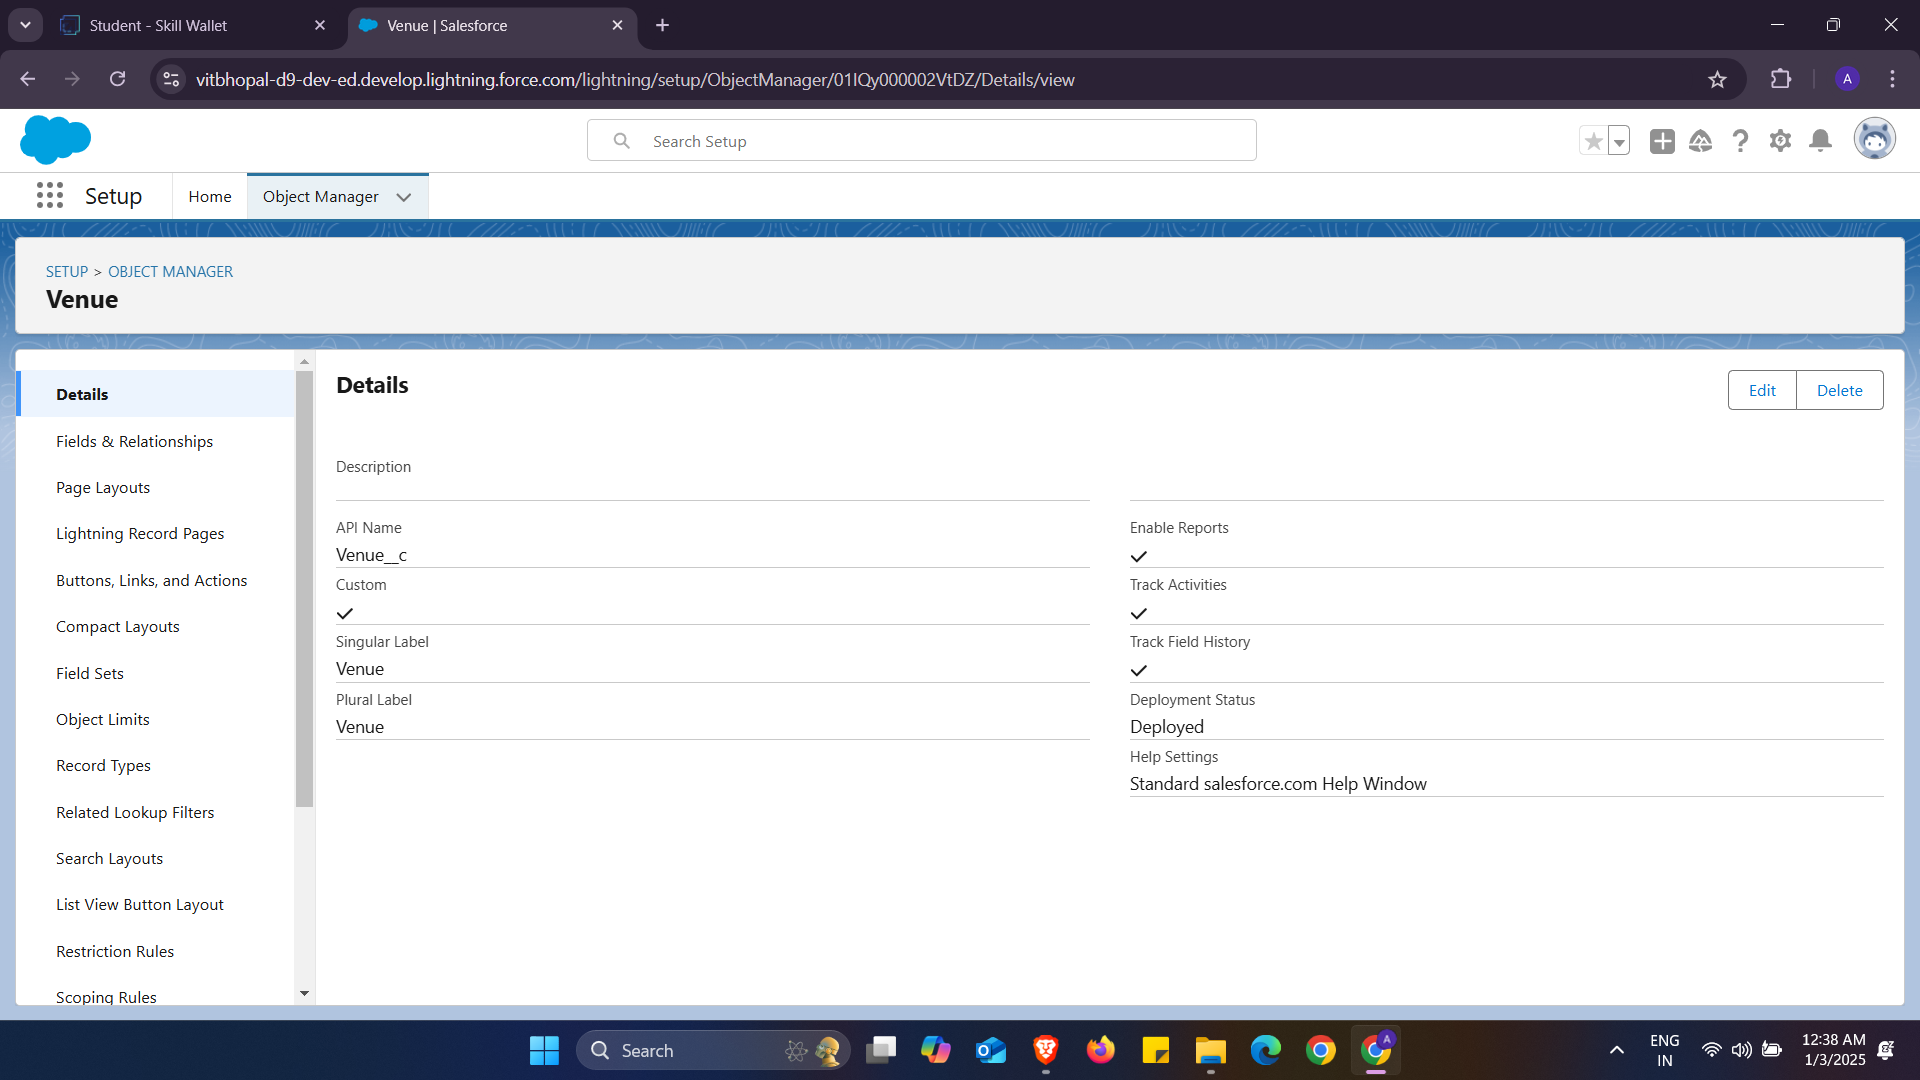 Student - Skill Wallet
Venue | Salesforce
vitbhopal-d9-dev-ed.develop.lightning.force.com/lightning/setup/ObjectManager/01IQy000002VtDZ/Details/view
A
Search Setup
Setup
Home
Object Manager
SETUP > OBJECT MANAGER
Venue
Details
Fields & Relationships
Page Layouts
Lightning Record Pages
Buttons, Links, and Actions
Compact Layouts
Field Sets
Object Limits
Record Types
Related Lookup Filters
Search Layouts
List View Button Layout
Restriction Rules
Scoping Rules
Details
Edit
Delete
Description
API Name
Venue__c
Custom
Singular Label
Venue
Plural Label
Venue
Enable Reports
Track Activities
Track Field History
Deployment Status
Deployed
Help Settings
Standard salesforce.com Help Window
Search
A
ENG
IN
12:38 AM
1/3/2025